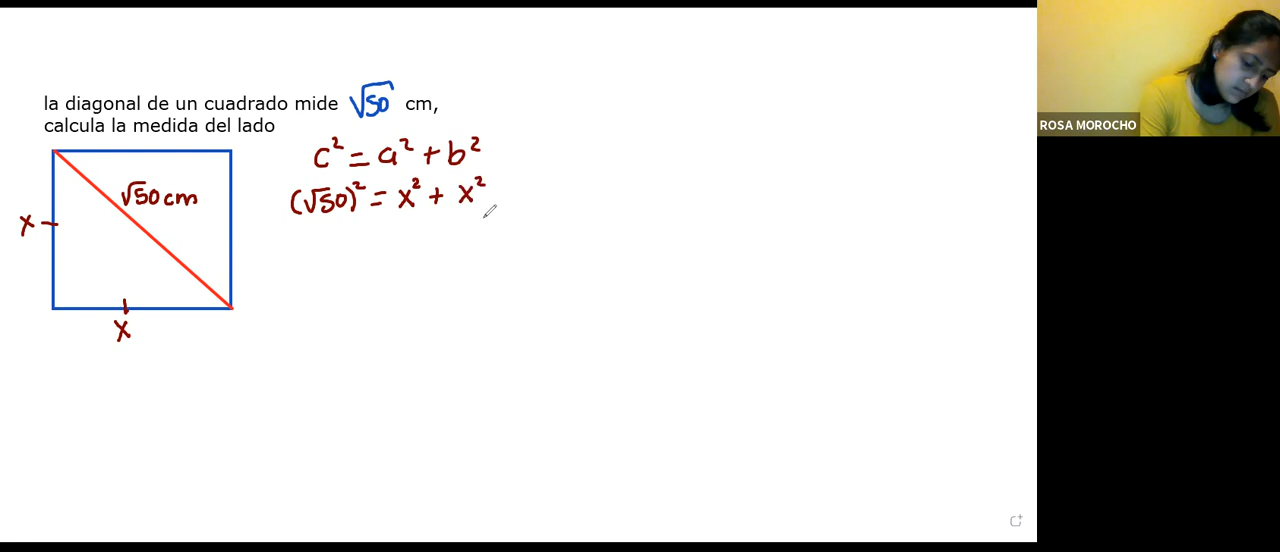 la diagonal de un cuadrado mide √50 cm,
calcula la medida del lado
c² = a² + b²
(√50)² = x² + x²
√50 cm
x
x
ROSA MOROCHO